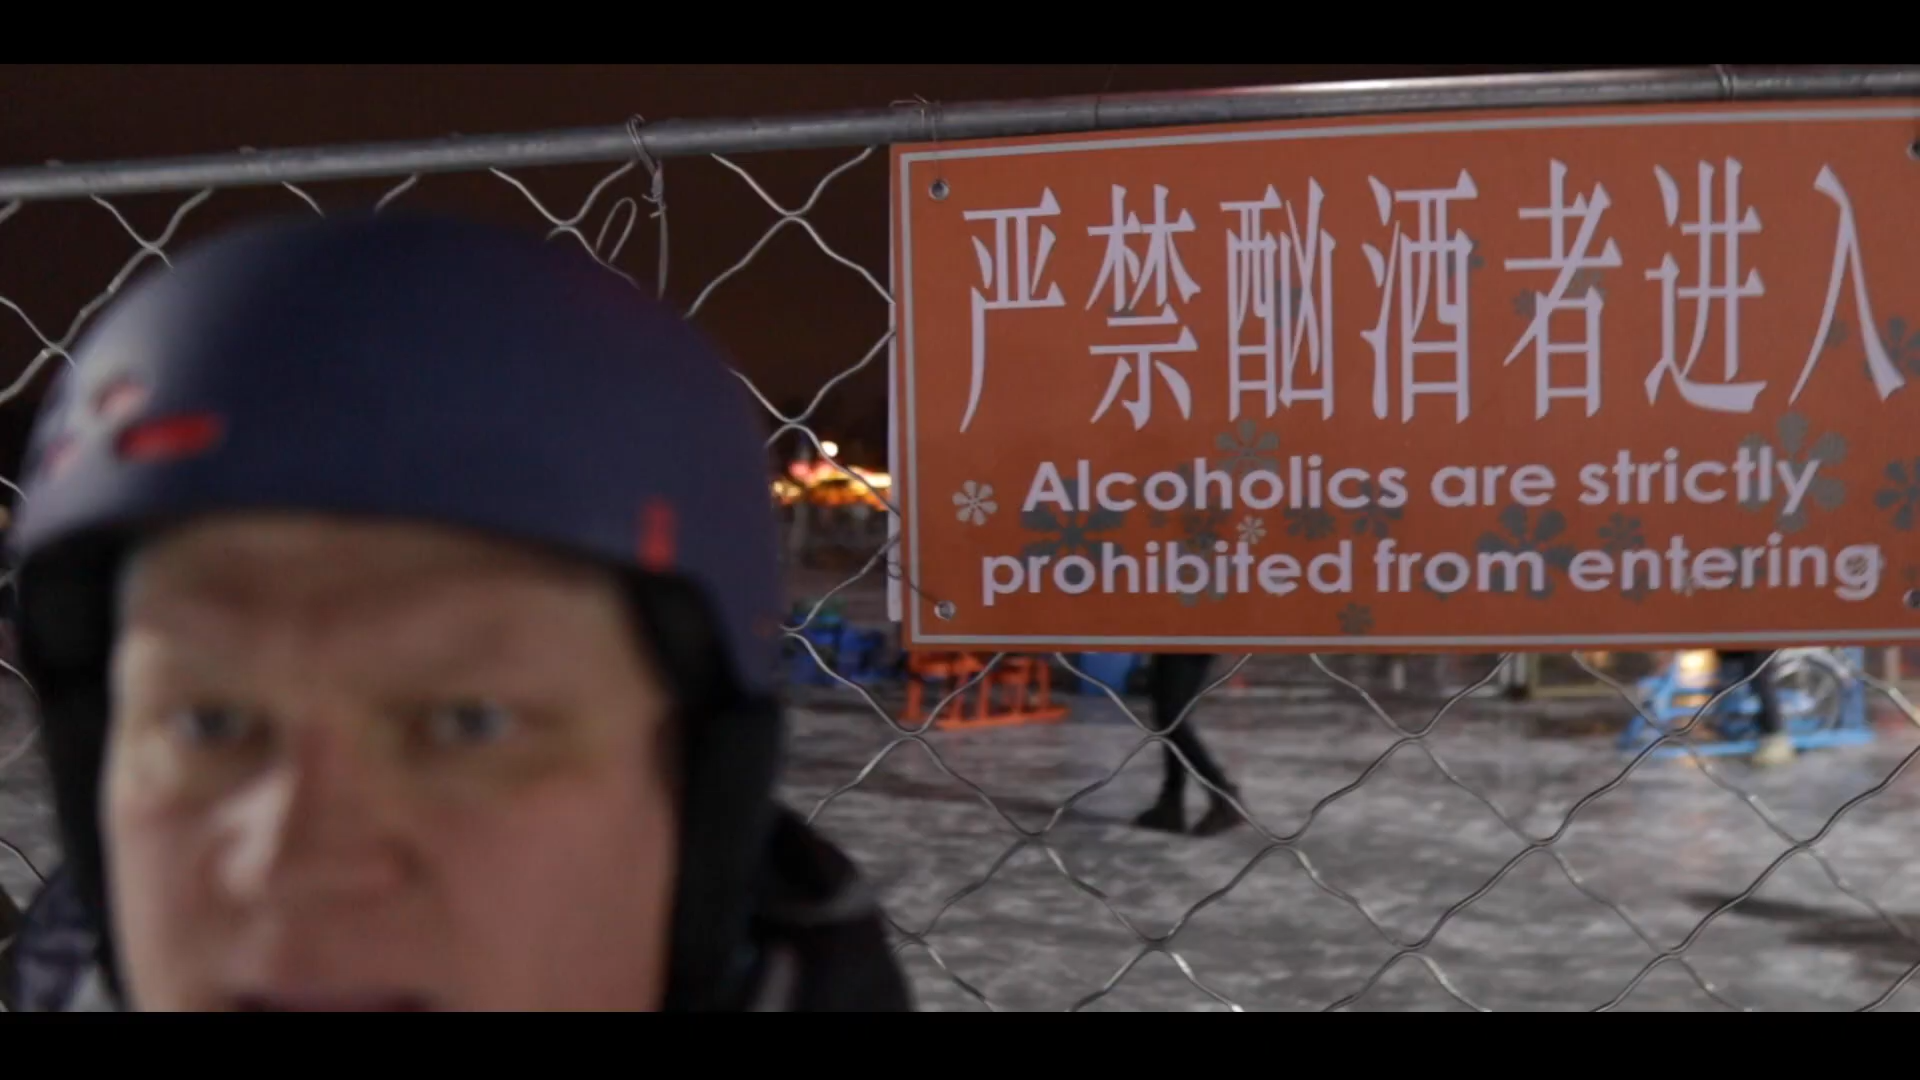 严禁酗酒者进入
Alcoholics are strictly
prohibited from entering